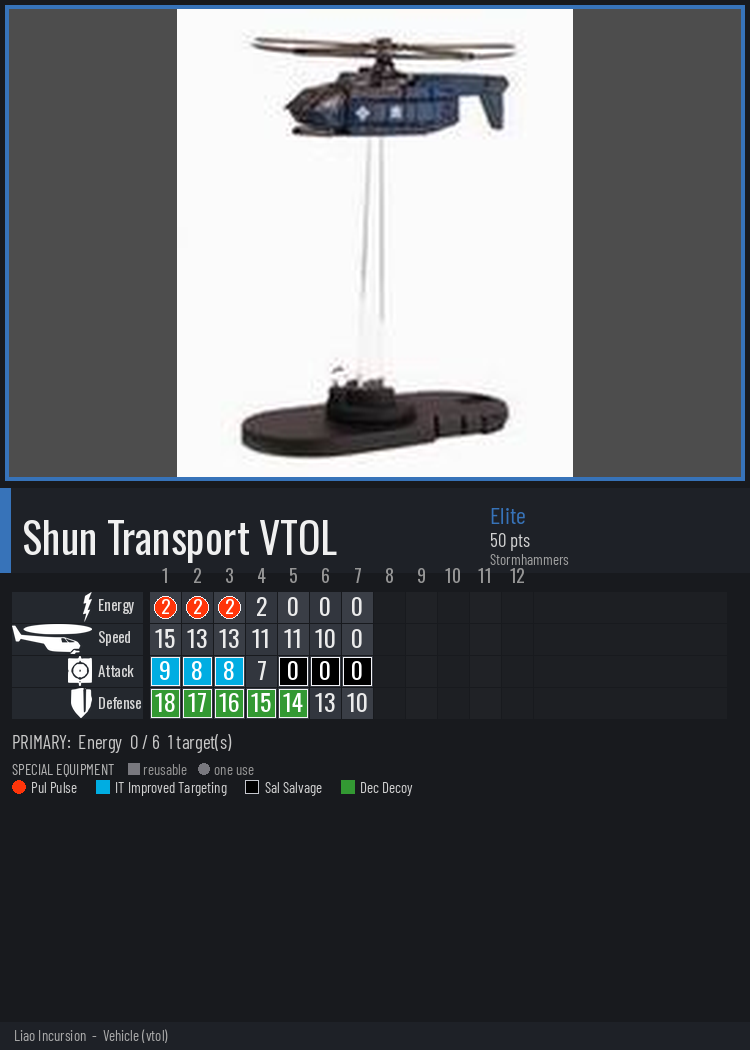 Shun Transport VTOL
Elite
50 pts
Stormhammers
1 2 3 4 5 6 7 8 9 10 11 12
Energy 2 2 2 2 0 0 0
Speed 15 13 13 11 11 10 0
Attack 9 8 8 7 0 0 0
Defense 18 17 16 15 14 13 10
PRIMARY: Energy 0 / 6 1 target(s)
SPECIAL EQUIPMENT reusable one use
Pul Pulse IT Improved Targeting Sal Salvage Dec Decoy
Liao Incursion - Vehicle (vtol)